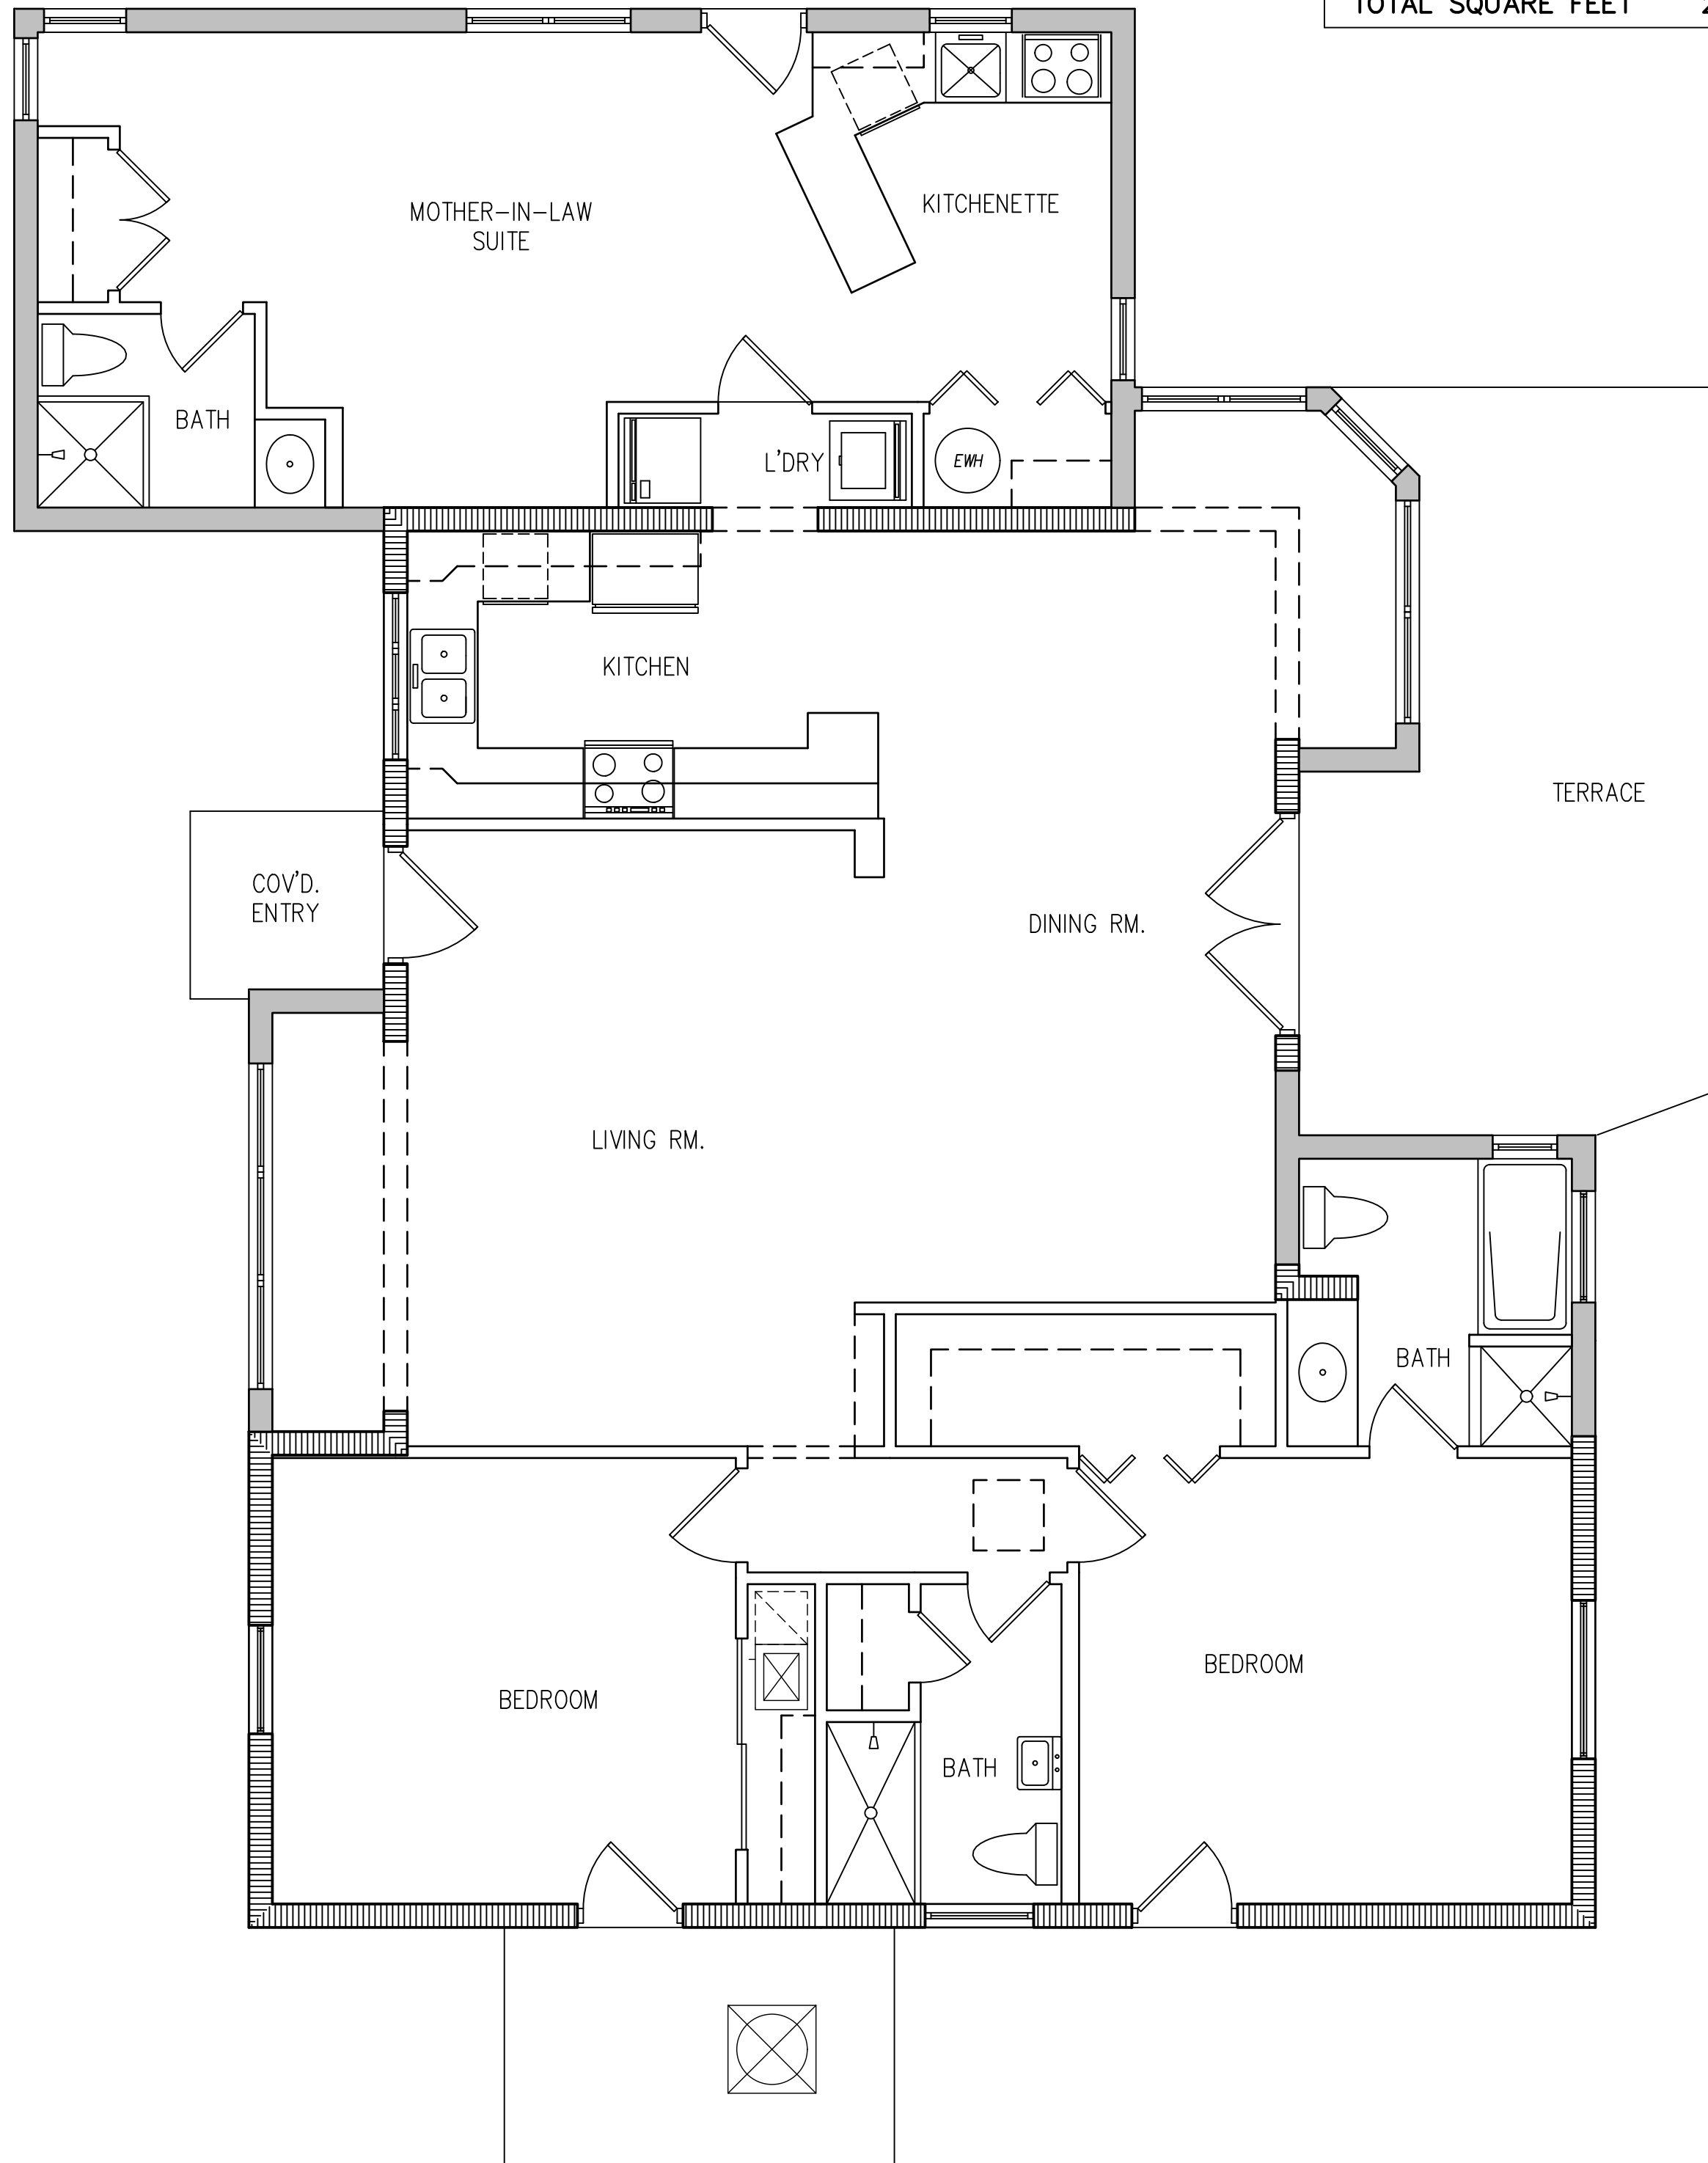 TOTAL SQUARE FEET
MOTHER-IN-LAW
SUITE
KITCHENETTE
BATH
L'DRY
EWH
KITCHEN
TERRACE
COV'D.
ENTRY
DINING RM.
LIVING RM.
BATH
BEDROOM
BEDROOM
BATH